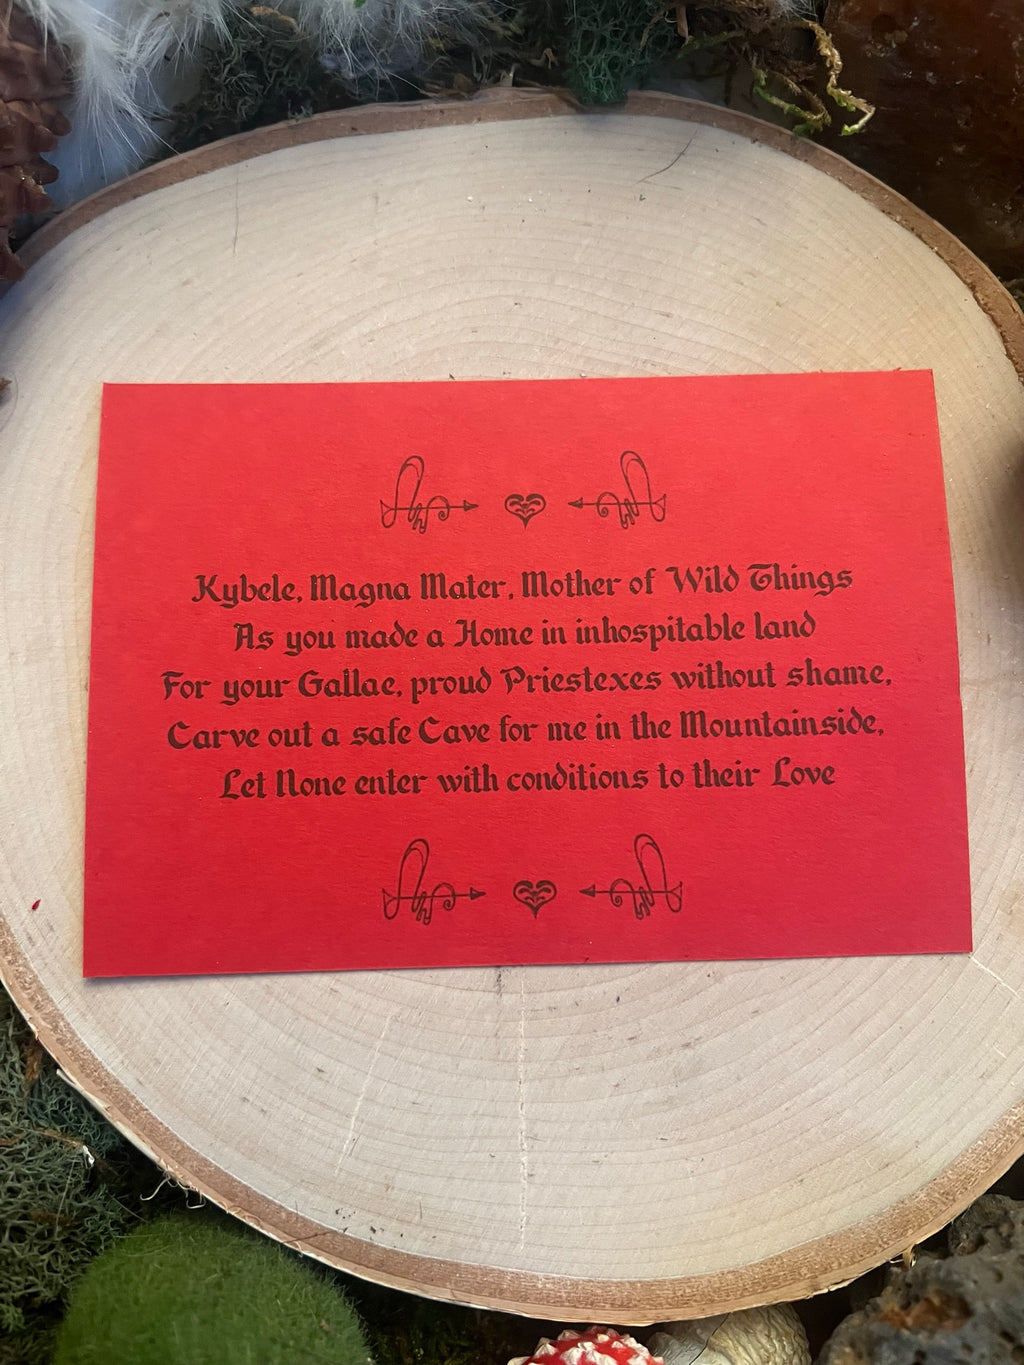 Kybele, Magna Mater, Mother of Wild Things
As you made a Home in inhospitable land
For your Gallae, proud Priestexes without shame,
Carve out a safe Cave for me in the Mountainside,
Let None enter with conditions to their Love